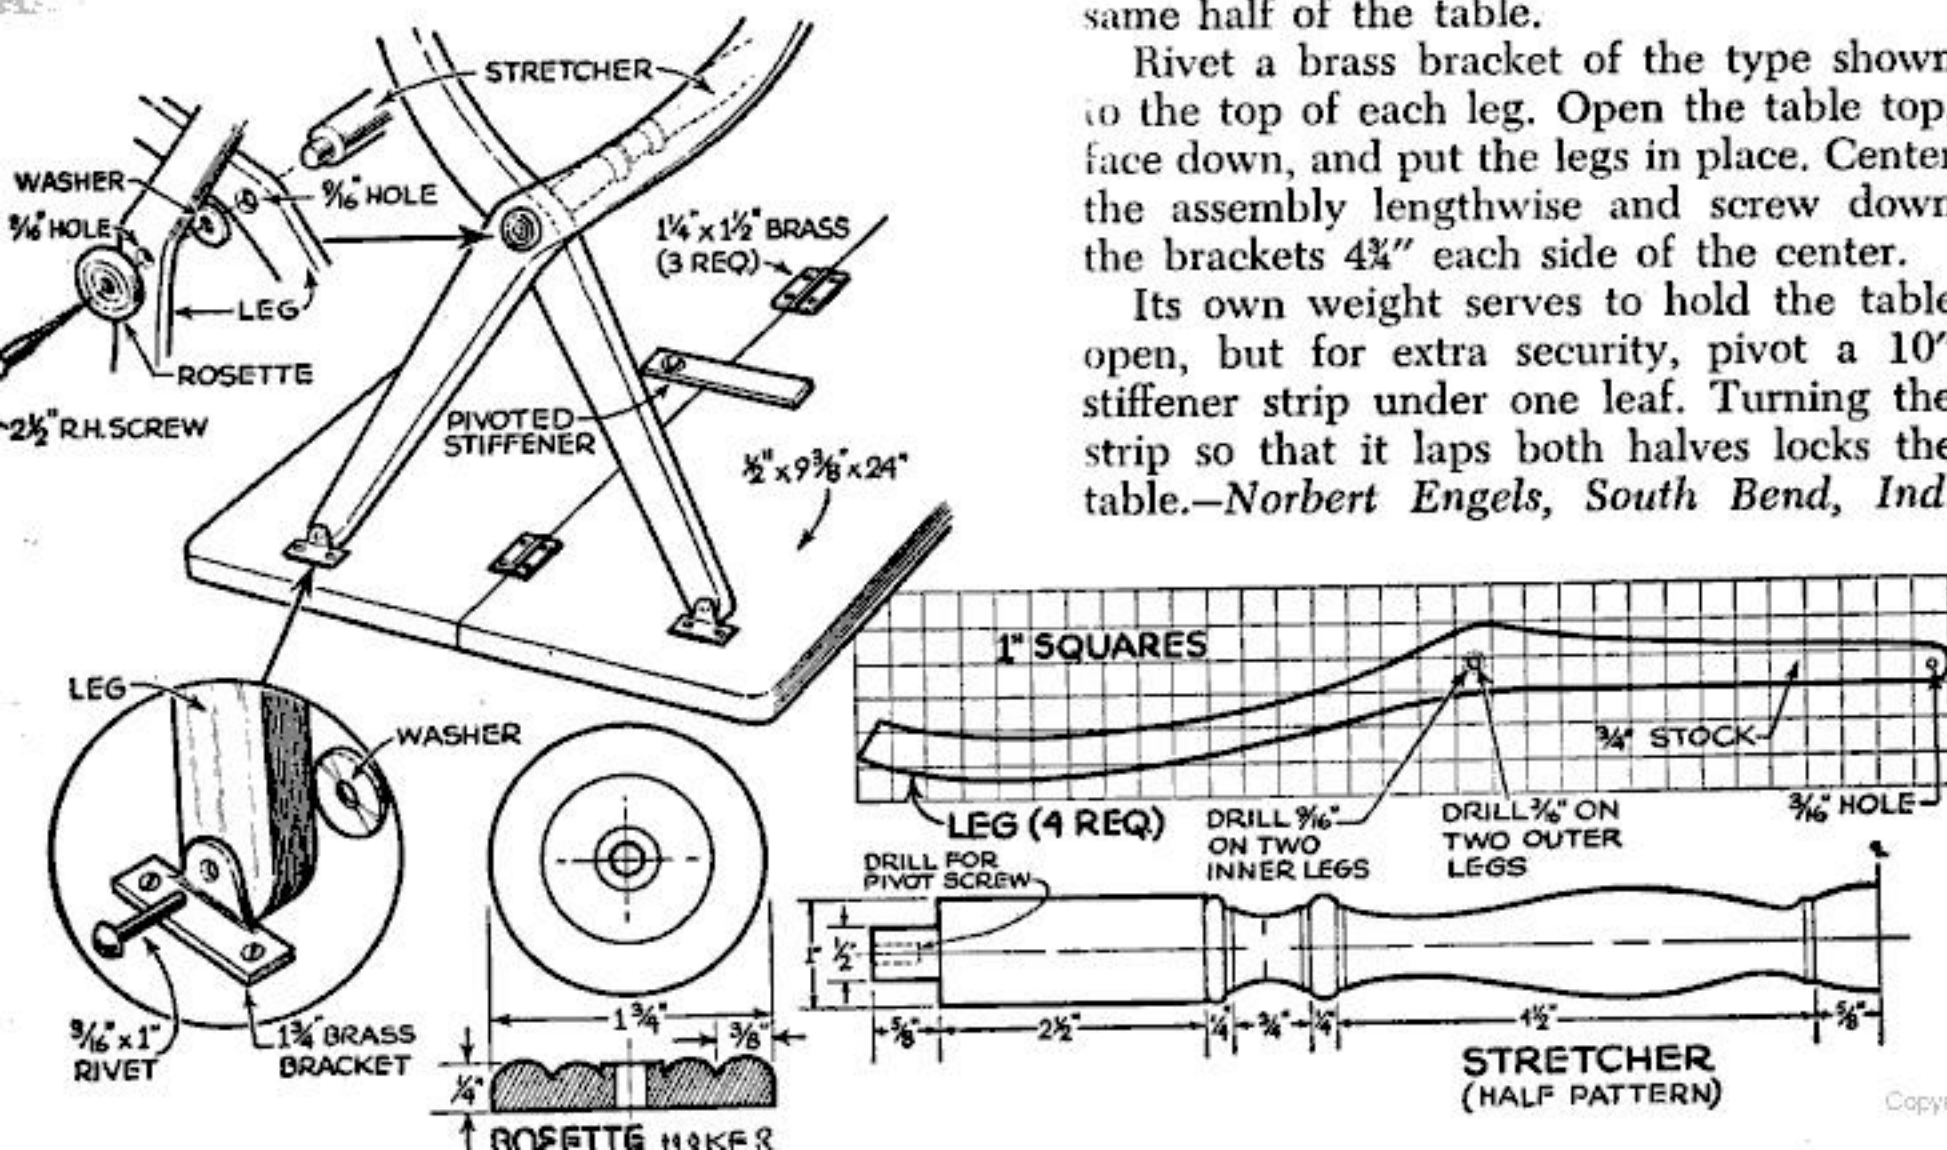 same half of the table.
Rivet a brass bracket of the type shown
to the top of each leg. Open the table top
face down, and put the legs in place. Center
the assembly lengthwise and screw down
the brackets 4¾" each side of the center.
Its own weight serves to hold the table
open, but for extra security, pivot a 10"
stiffener strip under one leaf. Turning the
strip so that it laps both halves locks the
table.—Norbert Engels, South Bend, Ind
STRETCHER
WASHER
9/16" HOLE
HOLE
LEG
ROSETTE
2½" R.H. SCREW
1¼" x 1½" BRASS
(3 REQ.)
PIVOTED
STIFFENER
½" x 9⅜" x 24"
LEG
WASHER
3/16" x 1"
RIVET
1¾" BRASS
BRACKET
1¾"
⅜"
¼"
ROSETTE
1" SQUARES
¾" STOCK
LEG (4 REQ.)
DRILL 9/16"
ON TWO
INNER LEGS
DRILL 3/16" ON
TWO OUTER
LEGS
3/16" HOLE
DRILL FOR
PIVOT SCREW
1"
½"
⅝"
2½"
¼"
¾"
¼"
4½"
⅝"
STRETCHER
(HALF PATTERN)
Copy